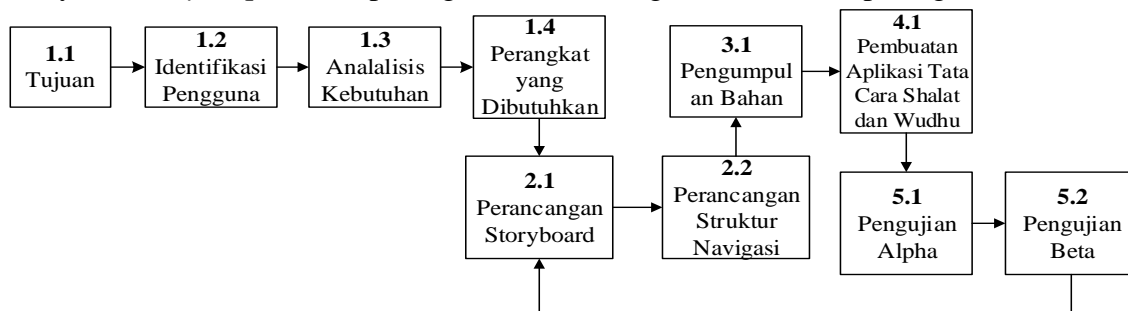 1.1
Tujuan
1.2
Identifikasi
Pengguna
1.3
Analalisis
Kebutuhan
1.4
Perangkat
yang
Dibutuhkan
2.1
Perancangan
Storyboard
2.2
Perancangan
Struktur
Navigasi
3.1
Pengumpul
an Bahan
4.1
Pembuatan
Aplikasi Tata
Cara Shalat
dan Wudhu
5.1
Pengujian
Alpha
5.2
Pengujian
Beta